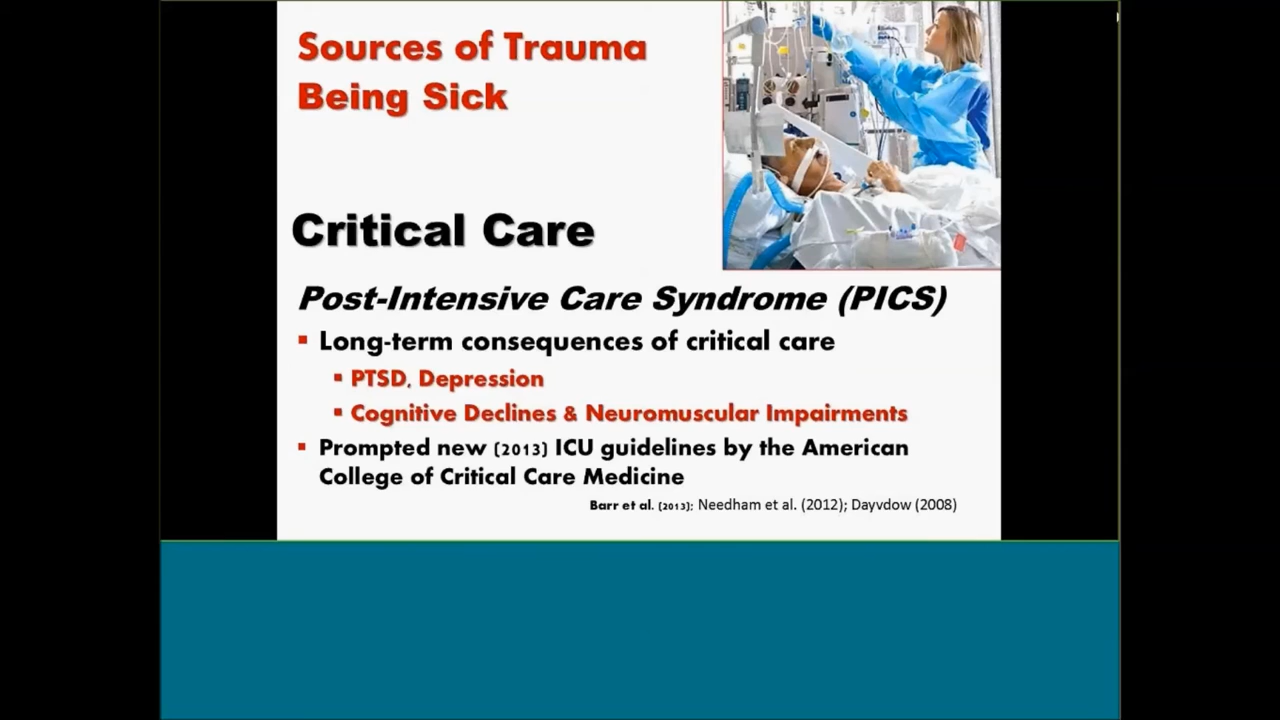 Sources of Trauma
Being Sick
Critical Care
Post-Intensive Care Syndrome (PICS)
▪ Long-term consequences of critical care
▪ PTSD, Depression
▪ Cognitive Declines & Neuromuscular Impairments
▪ Prompted new (2013) ICU guidelines by the American
College of Critical Care Medicine
Barr et al. (2013); Needham et al. (2012); Dayvdow (2008)